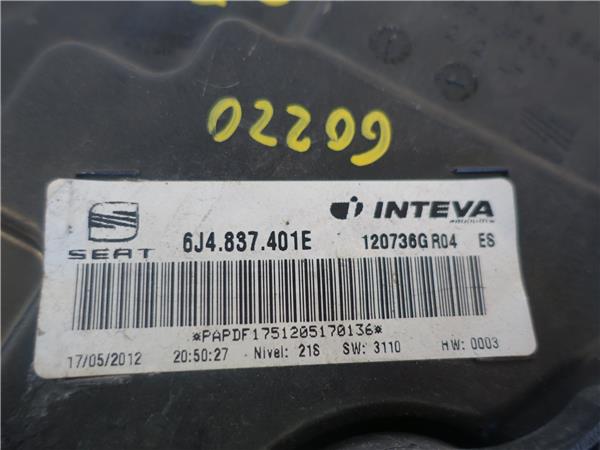 02209
SEAT
6J4.837.401E
INTEVA
PRODUCTS
120736G R04 ES
*PAPDF1751205170136*
17/05/2012 20:50:27 Nivel: 21S SW: 3110 HW: 0003